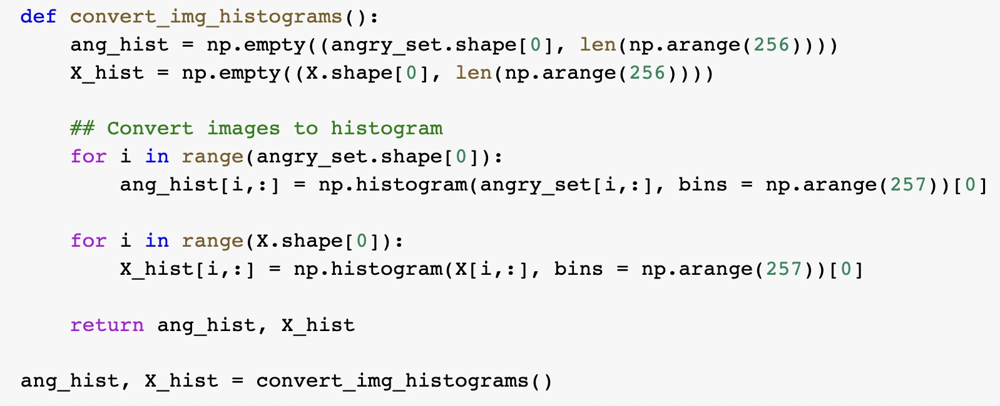 def convert_img_histograms():
    ang_hist = np.empty((angry_set.shape[0], len(np.arange(256))))
    X_hist = np.empty((X.shape[0], len(np.arange(256))))

    ## Convert images to histogram
    for i in range(angry_set.shape[0]):
        ang_hist[i,:] = np.histogram(angry_set[i,:], bins = np.arange(257))[0]

    for i in range(X.shape[0]):
        X_hist[i,:] = np.histogram(X[i,:], bins = np.arange(257))[0]

    return ang_hist, X_hist

ang_hist, X_hist = convert_img_histograms()